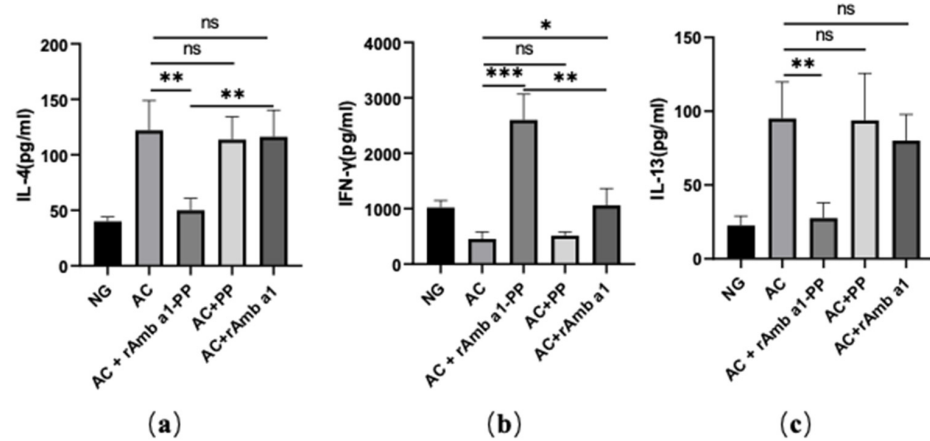 ns
ns
**
**
200
150
100
50
0
IL-4(pg/ml)
NG
AC
AC + rAmb a1-PP
AC+PP
AC+rAmb a1
(a)
*
ns
***
**
4000
3000
2000
1000
0
IFN-γ(pg/ml)
NG
AC
AC + rAmb a1-PP
AC+PP
AC+rAmb a1
(b)
ns
ns
**
150
100
50
0
IL-13(pg/ml)
NG
AC
AC + rAmb a1-PP
AC+PP
AC+rAmb a1
(c)